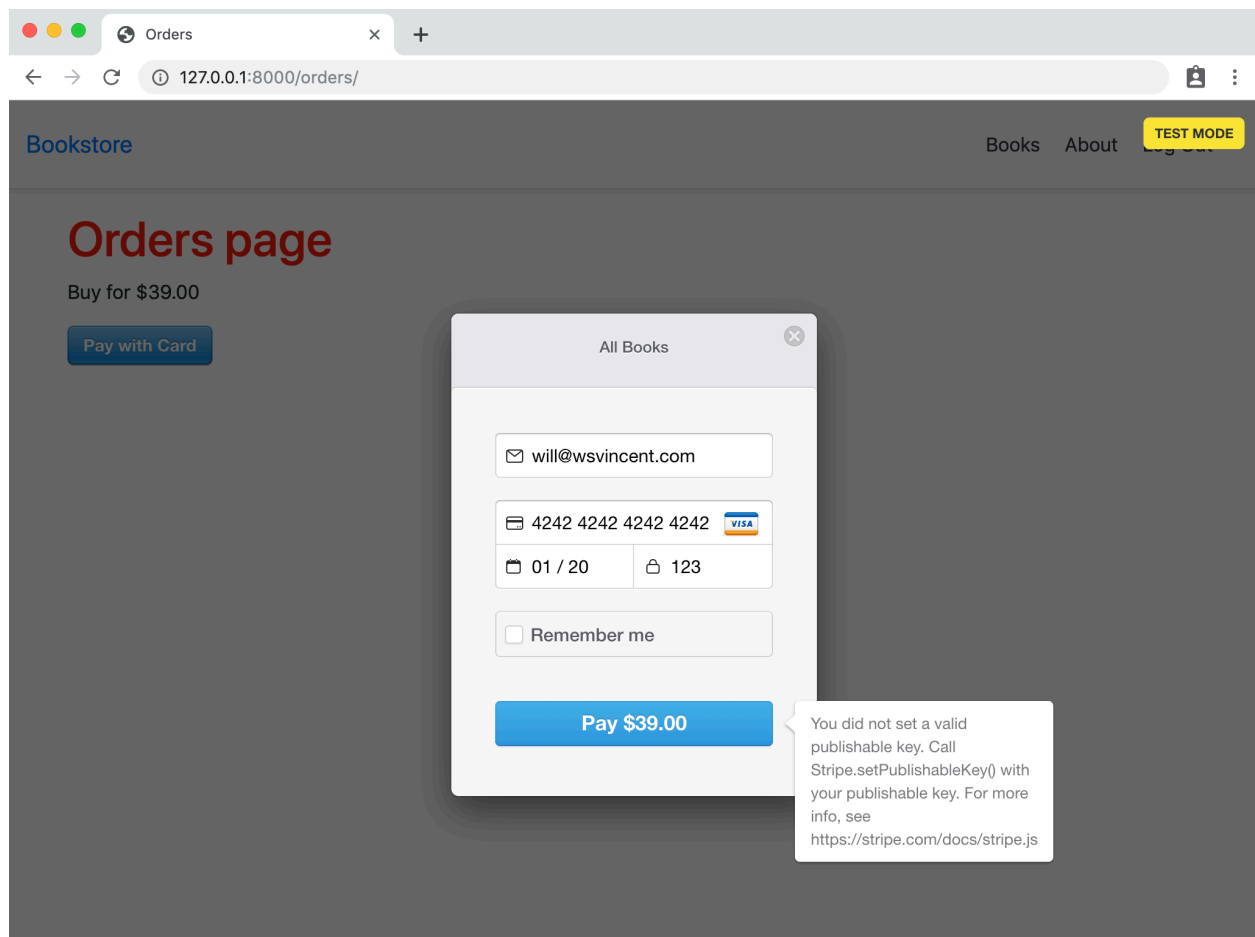 Orders
127.0.0.1:8000/orders/
Bookstore
Books About Log Out
TEST MODE
Orders page
Buy for $39.00
Pay with Card
All Books
will@wsvincent.com
4242 4242 4242 4242 VISA
01 / 20 123
Remember me
Pay $39.00
You did not set a valid
publishable key. Call
Stripe.setPublishableKey() with
your publishable key. For more
info, see
https://stripe.com/docs/stripe.js